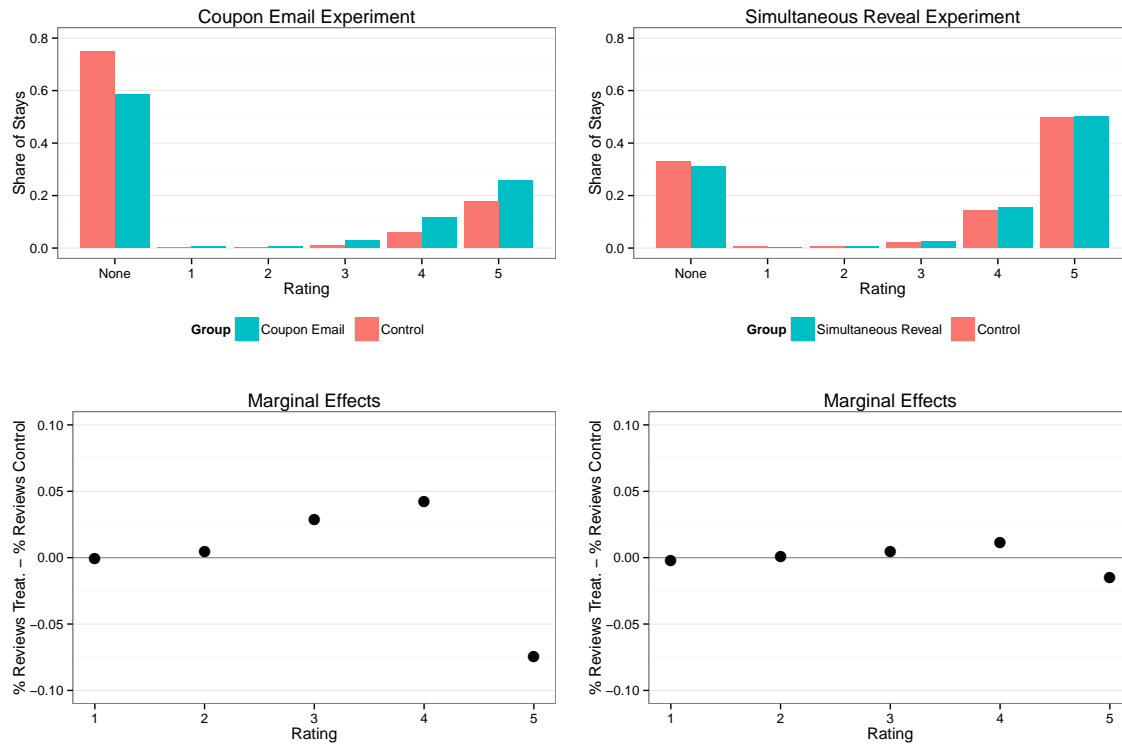 Coupon Email Experiment
0.8
0.6
0.4
0.2
0.0
Share of Stays
None 1 2 3 4 5
Rating
Group Coupon Email Control
Simultaneous Reveal Experiment
0.8
0.6
0.4
0.2
0.0
Share of Stays
None 1 2 3 4 5
Rating
Group Simultaneous Reveal Control
Marginal Effects
0.10
0.05
0.00
−0.05
−0.10
% Reviews Treat. − % Reviews Control
1 2 3 4 5
Rating
Marginal Effects
0.10
0.05
0.00
−0.05
−0.10
% Reviews Treat. − % Reviews Control
1 2 3 4 5
Rating